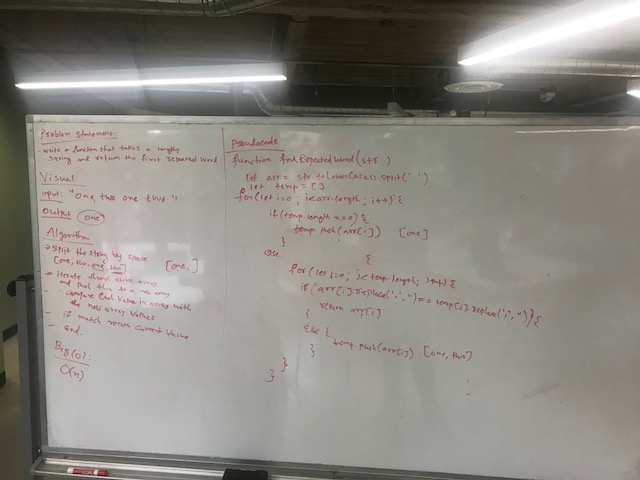 Problem Statement:
- write a function that takes a lengthy
string and return the first repeated word
Visual
input: "One, two one three."
Output (one)
Algorithm
→ split the string by space
[one, two, one, three] [one, ]
→ iterate through above array
and push this to a new array
- compare each value in array with
the new array values
- if match return current value
- end.
Big(O):
O(n)
Pseudocode
function findRepeatedWord(str)
let arr = str.toLowerCase().split(' ')
let temp = [];
for(let i=0; i<arr.length; i++){
if(temp.length == 0){
temp.push(arr[i]) [one]
}
else {
for(let j=0; j<temp.length; j++){
if(arr[i].replace(',','') == temp[j].replace(',','')){
return arr[i]
}
else {
temp.push(arr[i]) [one, two]
}
}
}